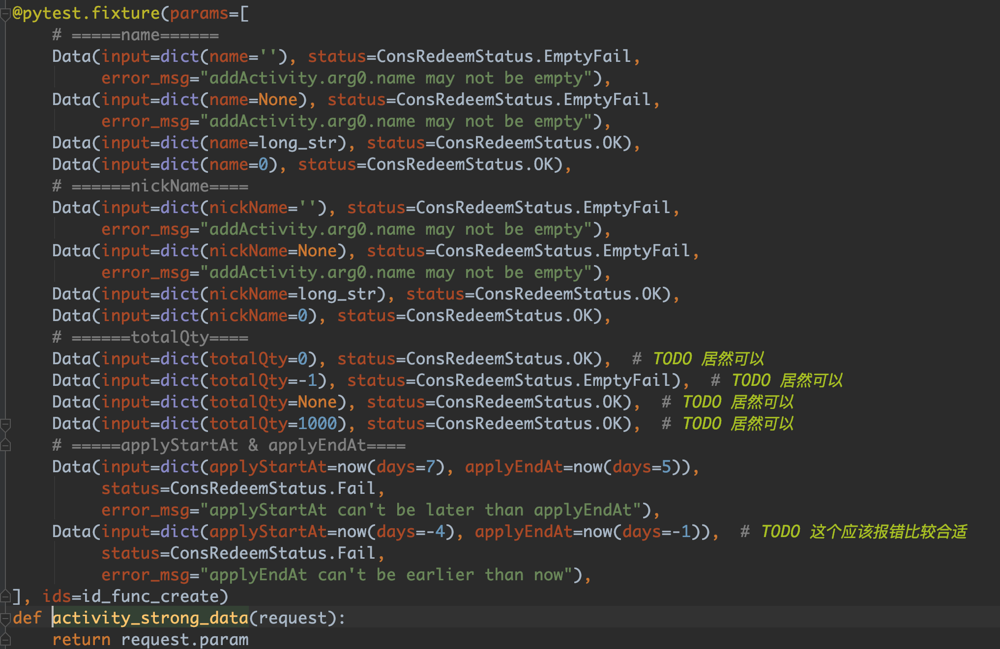 @pytest.fixture(params=[
    # =====name======
    Data(input=dict(name=''), status=ConsRedeemStatus.EmptyFail,
         error_msg="addActivity.arg0.name may not be empty"),
    Data(input=dict(name=None), status=ConsRedeemStatus.EmptyFail,
         error_msg="addActivity.arg0.name may not be empty"),
    Data(input=dict(name=long_str), status=ConsRedeemStatus.OK),
    Data(input=dict(name=0), status=ConsRedeemStatus.OK),
    # ======nickName====
    Data(input=dict(nickName=''), status=ConsRedeemStatus.EmptyFail,
         error_msg="addActivity.arg0.name may not be empty"),
    Data(input=dict(nickName=None), status=ConsRedeemStatus.EmptyFail,
         error_msg="addActivity.arg0.name may not be empty"),
    Data(input=dict(nickName=long_str), status=ConsRedeemStatus.OK),
    Data(input=dict(nickName=0), status=ConsRedeemStatus.OK),
    # ======totalQty====
    Data(input=dict(totalQty=0), status=ConsRedeemStatus.OK),  # TODO 居然可以
    Data(input=dict(totalQty=-1), status=ConsRedeemStatus.EmptyFail),  # TODO 居然可以
    Data(input=dict(totalQty=None), status=ConsRedeemStatus.OK),  # TODO 居然可以
    Data(input=dict(totalQty=1000), status=ConsRedeemStatus.OK),  # TODO 居然可以
    # =====applyStartAt & applyEndAt====
    Data(input=dict(applyStartAt=now(days=7), applyEndAt=now(days=5)),
         status=ConsRedeemStatus.Fail,
         error_msg="applyStartAt can't be later than applyEndAt"),
    Data(input=dict(applyStartAt=now(days=-4), applyEndAt=now(days=-1)),  # TODO 这个应该报错比较合适
         status=ConsRedeemStatus.Fail,
         error_msg="applyEndAt can't be earlier than now"),
], ids=id_func_create)
def activity_strong_data(request):
    return request.param